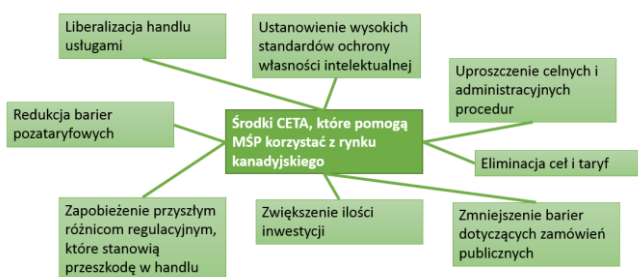 Liberalizacja handlu
usługami
Ustanowienie wysokich
standardów ochrony
własności intelektualnej
Uproszczenie celnych i
administracyjnych
procedur
Redukcja barier
pozataryfowych
Środki CETA, które pomogą
MŚP korzystać z rynku
kanadyjskiego
Eliminacja ceł i taryf
Zapobieżenie przyszłym
różnicom regulacyjnym,
które stanowią
przeszkodę w handlu
Zwiększenie ilości
inwestycji
Zmniejszenie barier
dotyczących zamówień
publicznych